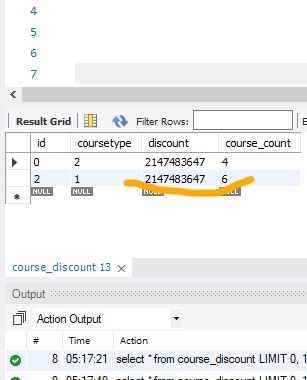 4
5
6
7
Result Grid Filter Rows:
id coursetype discount course_count
0 2 2147483647 4
2 1 2147483647 6
NULL NULL NULL NULL
course_discount 13 ×
Output
Action Output
# Time Action
8 05:17:21 select * from course_discount LIMIT 0, 1
9 05:17:49 select * from course_discount LIMIT 0, 1